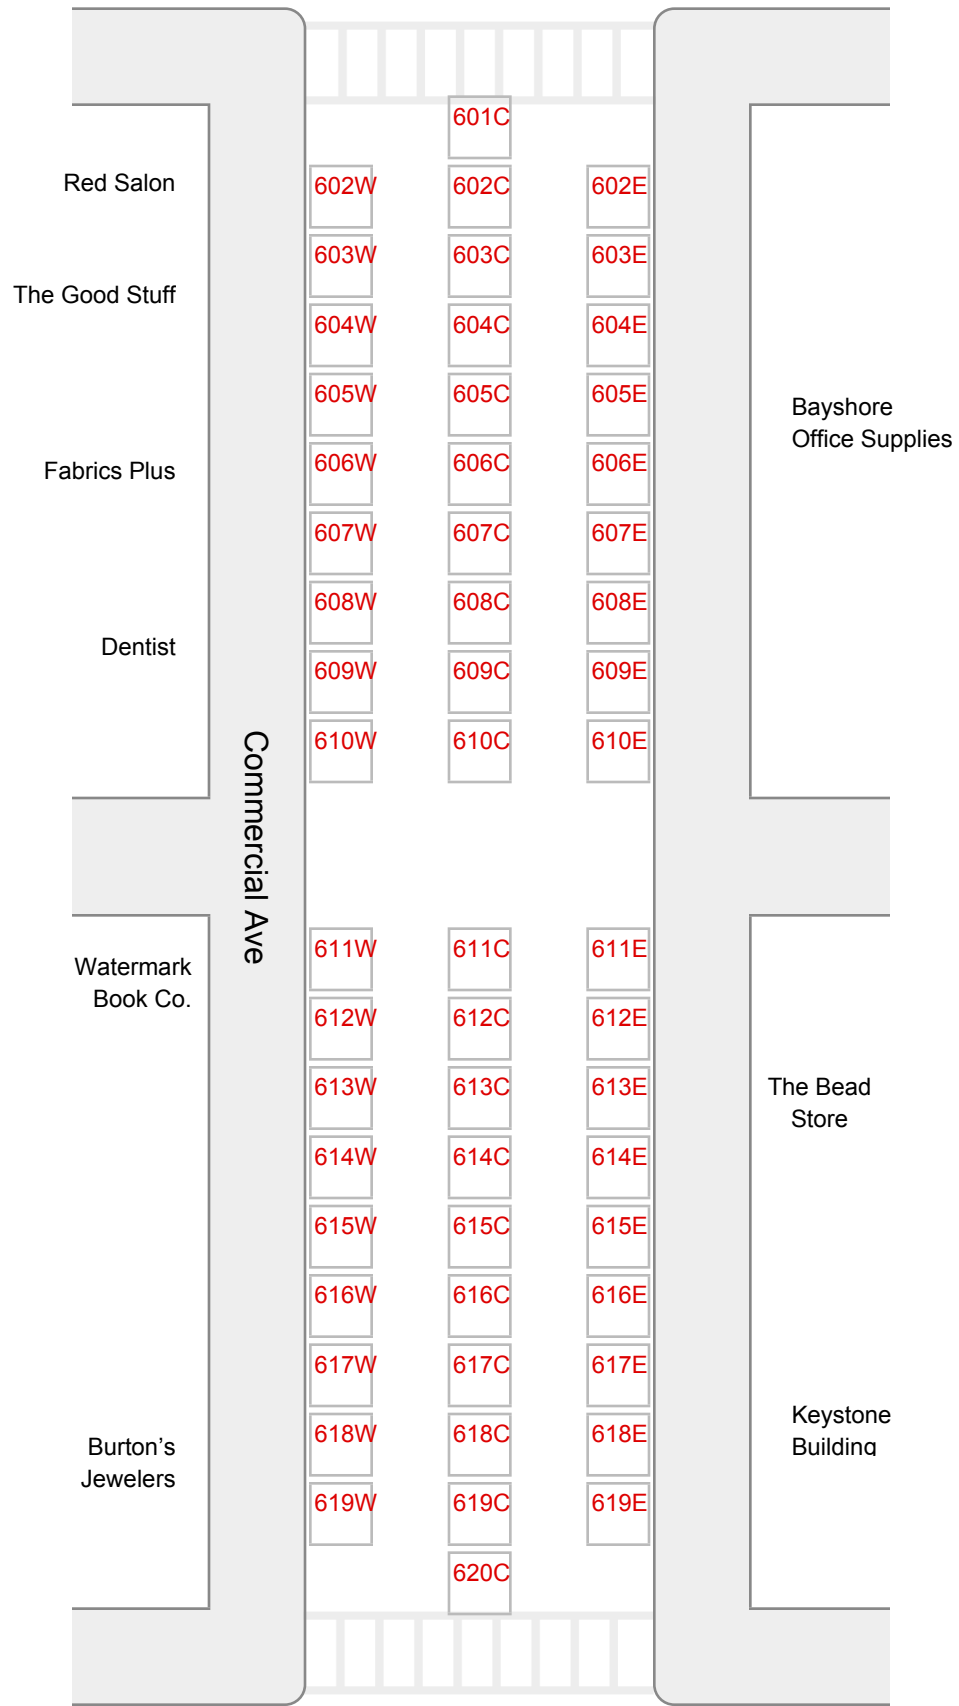 601C
Red Salon
602W 602C 602E
603W 603C 603E
The Good Stuff
604W 604C 604E
605W 605C 605E
Bayshore
Office Supplies
Fabrics Plus
606W 606C 606E
607W 607C 607E
608W 608C 608E
Dentist
609W 609C 609E
610W 610C 610E
Commercial Ave
611W 611C 611E
Watermark
Book Co.
612W 612C 612E
613W 613C 613E
The Bead
Store
614W 614C 614E
615W 615C 615E
616W 616C 616E
617W 617C 617E
Keystone
Building
618W 618C 618E
Burton's
Jewelers
619W 619C 619E
620C